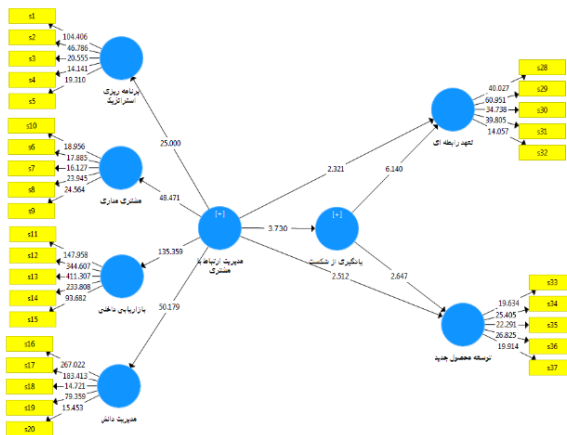 s1
s2
s3
s4
s5
104.406
46.786
20.555
14.141
19.310
برنامه ریزی
استراتژیک
s10
s6
s7
s8
s9
18.956
17.885
16.127
23.945
24.564
مشتری مداری
s11
s12
s13
s14
s15
147.958
344.607
411.307
233.808
93.682
بازاریابی داخلی
s16
s17
s18
s19
s20
267.022
183.413
14.721
79.359
15.453
مدیریت دانش
25.000
48.471
135.359
50.179
[+]
مدیریت ارتباط با
مشتری
2.321
3.730
2.512
[+]
یادگیری از شکست
6.140
2.647
تعهد رابطه ای
40.027
60.951
34.738
39.805
14.057
s28
s29
s30
s31
s32
توسعه محصول جدید
19.634
25.405
22.291
26.825
19.914
s33
s34
s35
s36
s37